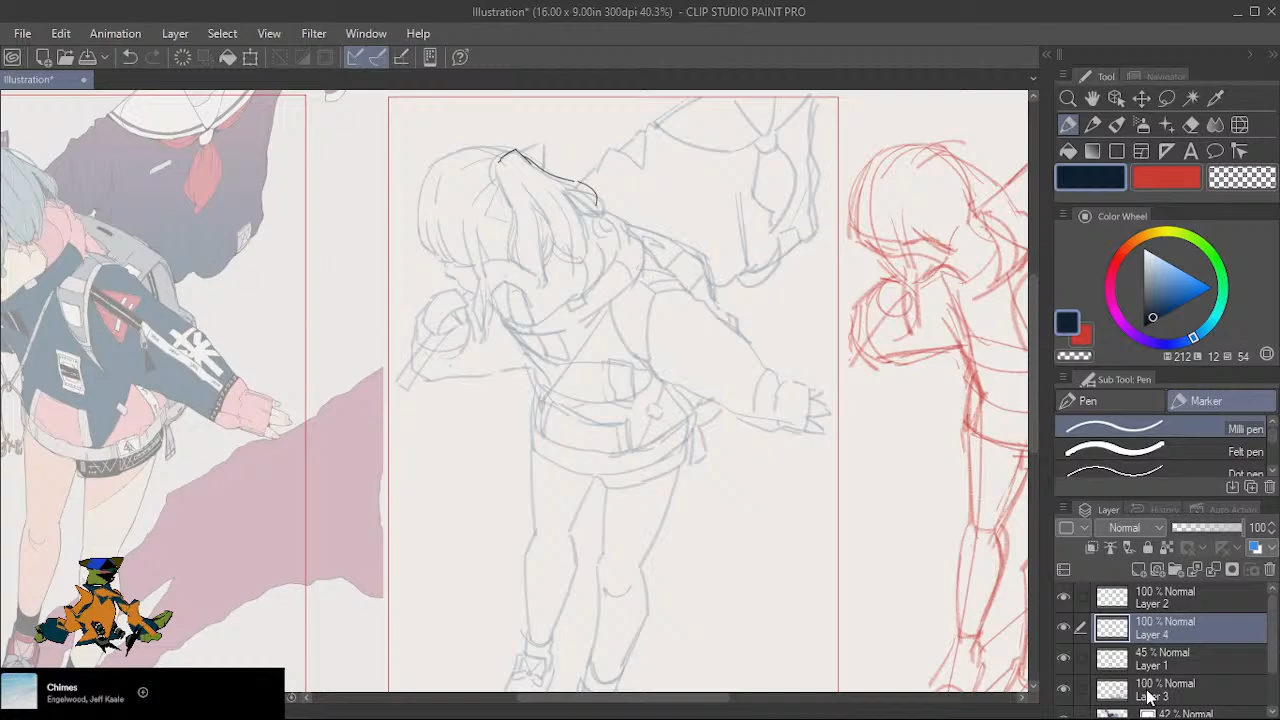 Illustration* (16.00 x 9.00in 300dpi 40.3%) - CLIP STUDIO PAINT PRO
File Edit Animation Layer Select View Filter Window Help
Illustration*
Tool Navigator
Color Wheel
212 12 54
Sub Tool: Pen
Pen Marker
Milli pen
Felt pen
Dot pen
Layer History Auto Action
Normal 100
100 % Normal
Layer 2
100 % Normal
Layer 4
45 % Normal
Layer 1
100 % Normal
Layer 3
42 % Normal
Chimes
Engelwood, Jeff Kaale